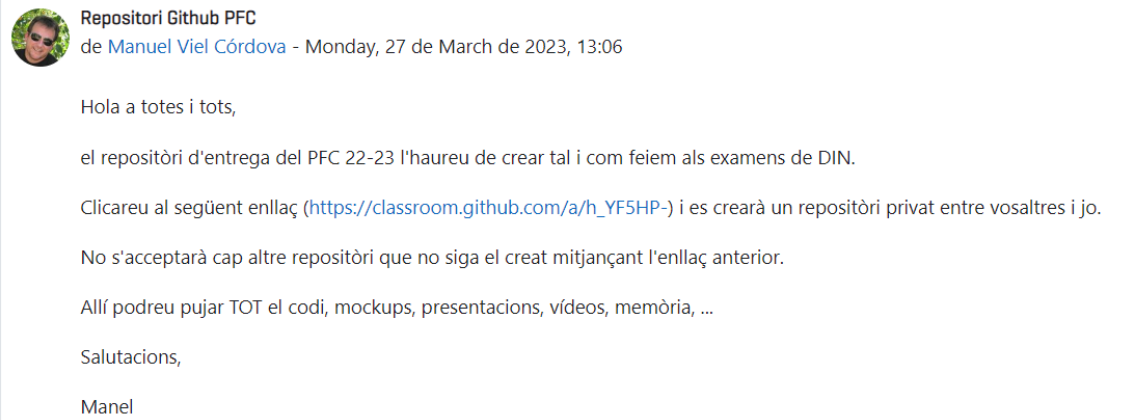 Repositori Github PFC
de Manuel Viel Córdova - Monday, 27 de March de 2023, 13:06
Hola a totes i tots,
el repositòri d'entrega del PFC 22-23 l'haureu de crear tal i com feiem als examens de DIN.
Clicareu al següent enllaç (https://classroom.github.com/a/h_YF5HP-) i es crearà un repositòri privat entre vosaltres i jo.
No s'acceptarà cap altre repositòri que no siga el creat mitjançant l'enllaç anterior.
Allí podreu pujar TOT el codi, mockups, presentacions, vídeos, memòria, ...
Salutacions,
Manel